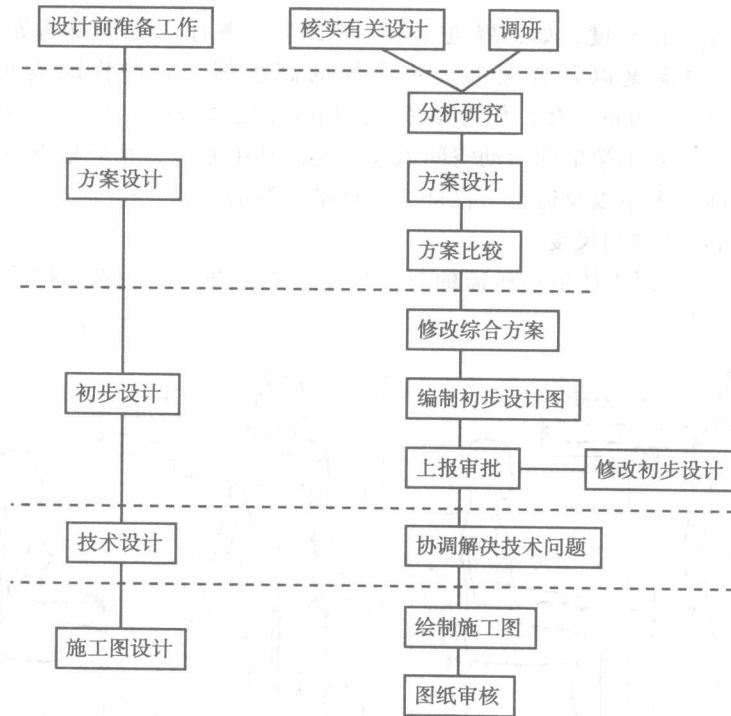 设计前准备工作
核实有关设计
调研
分析研究
方案设计
方案设计
方案比较
修改综合方案
初步设计
编制初步设计图
上报审批
修改初步设计
技术设计
协调解决技术问题
施工图设计
绘制施工图
图纸审核